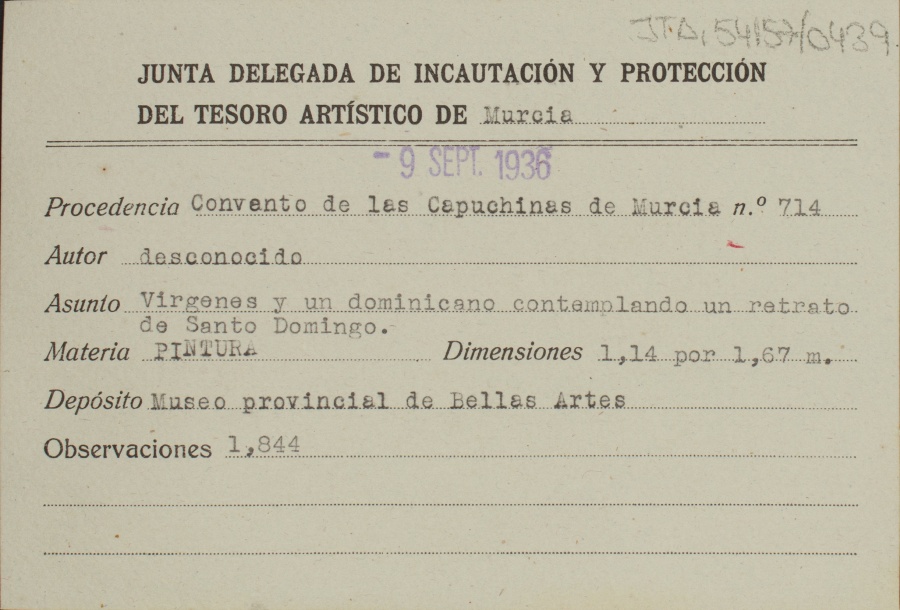 JTA, 54/57/0439
JUNTA DELEGADA DE INCAUTACIÓN Y PROTECCIÓN
DEL TESORO ARTÍSTICO DE Murcia
- 9 SEPT. 1936
Procedencia Convento de las Capuchinas de Murcia n.º 714
Autor desconocido
Asunto Virgenes y un dominicano contemplando un retrato
de Santo Domingo.
Materia PINTURA Dimensiones 1,14 por 1,67 m.
Depósito Museo provincial de Bellas Artes
Observaciones 1,844